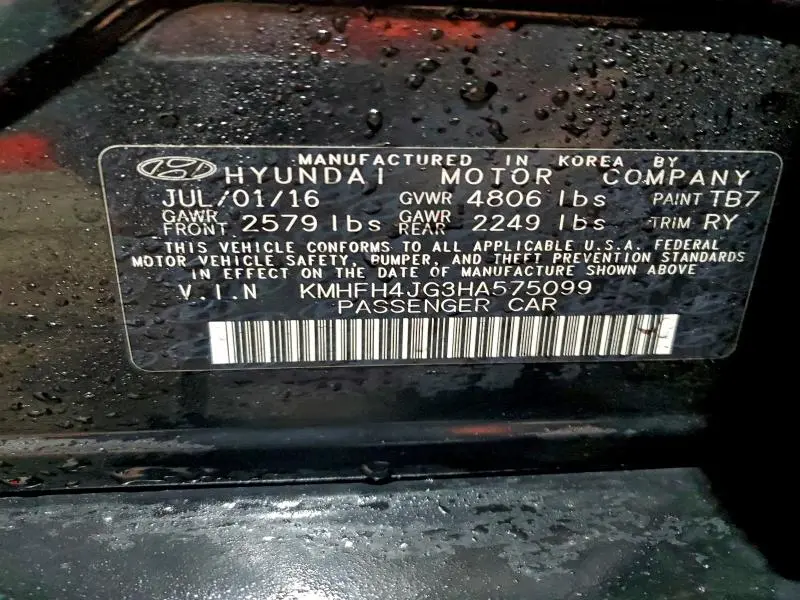 MANUFACTURED IN KOREA BY
HYUNDAI MOTOR COMPANY
JUL/01/16 GVWR 4806 lbs PAINT TB7
GAWR FRONT 2579 lbs GAWR REAR 2249 lbs TRIM RY
THIS VEHICLE CONFORMS TO ALL APPLICABLE U.S.A. FEDERAL
MOTOR VEHICLE SAFETY, BUMPER, AND THEFT PREVENTION STANDARDS
IN EFFECT ON THE DATE OF MANUFACTURE SHOWN ABOVE
V.I.N KMHFH4JG3HA575099
PASSENGER CAR